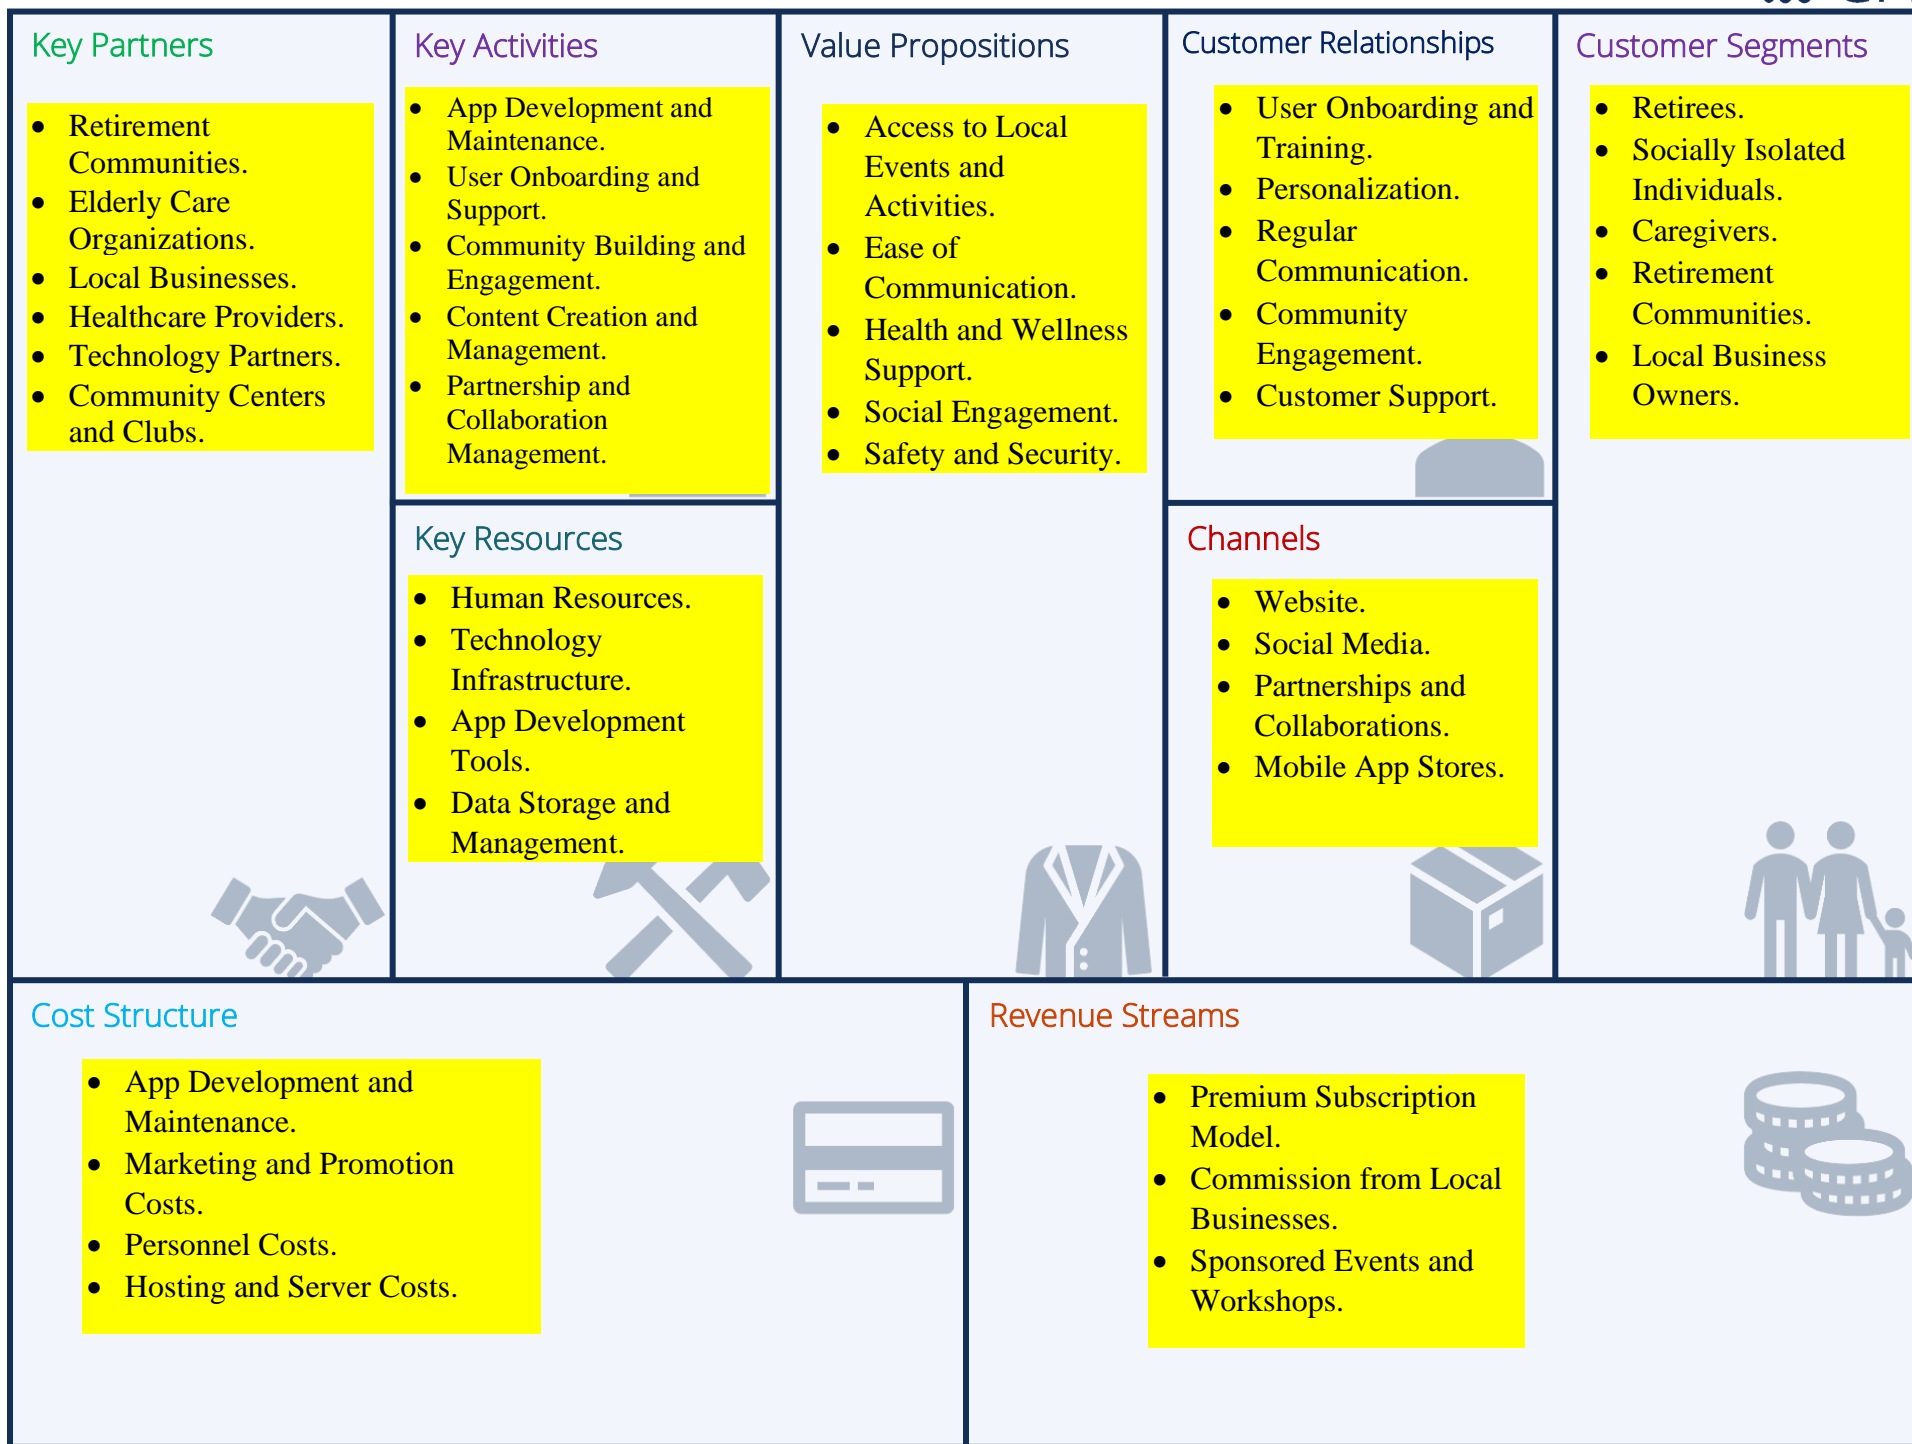 Key Partners
• Retirement
Communities.
• Elderly Care
Organizations.
• Local Businesses.
• Healthcare Providers.
• Technology Partners.
• Community Centers
and Clubs.
Key Activities
• App Development and
Maintenance.
• User Onboarding and
Support.
• Community Building and
Engagement.
• Content Creation and
Management.
• Partnership and
Collaboration
Management.
Key Resources
• Human Resources.
• Technology
Infrastructure.
• App Development
Tools.
• Data Storage and
Management.
Value Propositions
• Access to Local
Events and
Activities.
• Ease of
Communication.
• Health and Wellness
Support.
• Social Engagement.
• Safety and Security.
Customer Relationships
• User Onboarding and
Training.
• Personalization.
• Regular
Communication.
• Community
Engagement.
• Customer Support.
Channels
• Website.
• Social Media.
• Partnerships and
Collaborations.
• Mobile App Stores.
Customer Segments
• Retirees.
• Socially Isolated
Individuals.
• Caregivers.
• Retirement
Communities.
• Local Business
Owners.
Cost Structure
• App Development and
Maintenance.
• Marketing and Promotion
Costs.
• Personnel Costs.
• Hosting and Server Costs.
Revenue Streams
• Premium Subscription
Model.
• Commission from Local
Businesses.
• Sponsored Events and
Workshops.